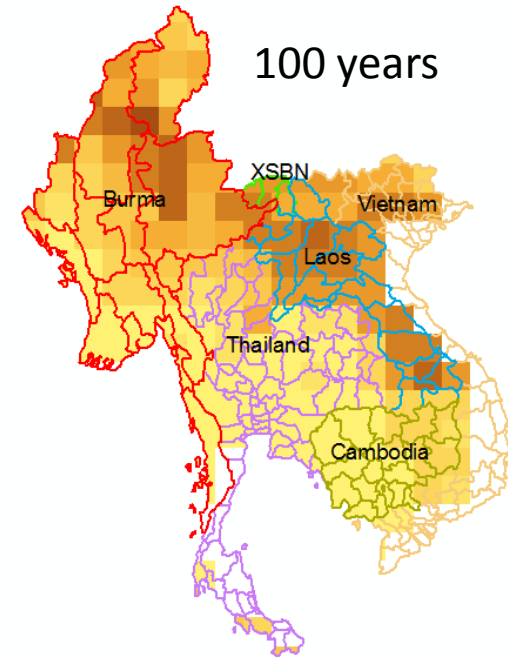 100 years
XSBN
Burma
Vietnam
Laos
Thailand
Cambodia